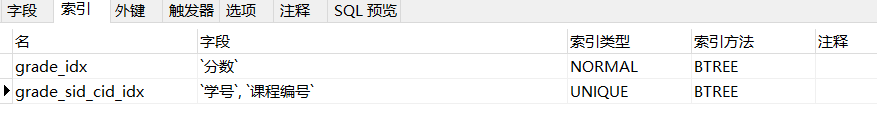 字段 索引 外键 触发器 选项 注释 SQL 预览
名 字段 索引类型 索引方法 注释
grade_idx `分数` NORMAL BTREE
grade_sid_cid_idx `学号`, `课程编号` UNIQUE BTREE